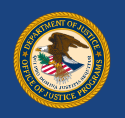 DEPARTMENT OF JUSTICE
OFFICE OF JUSTICE PROGRAMS